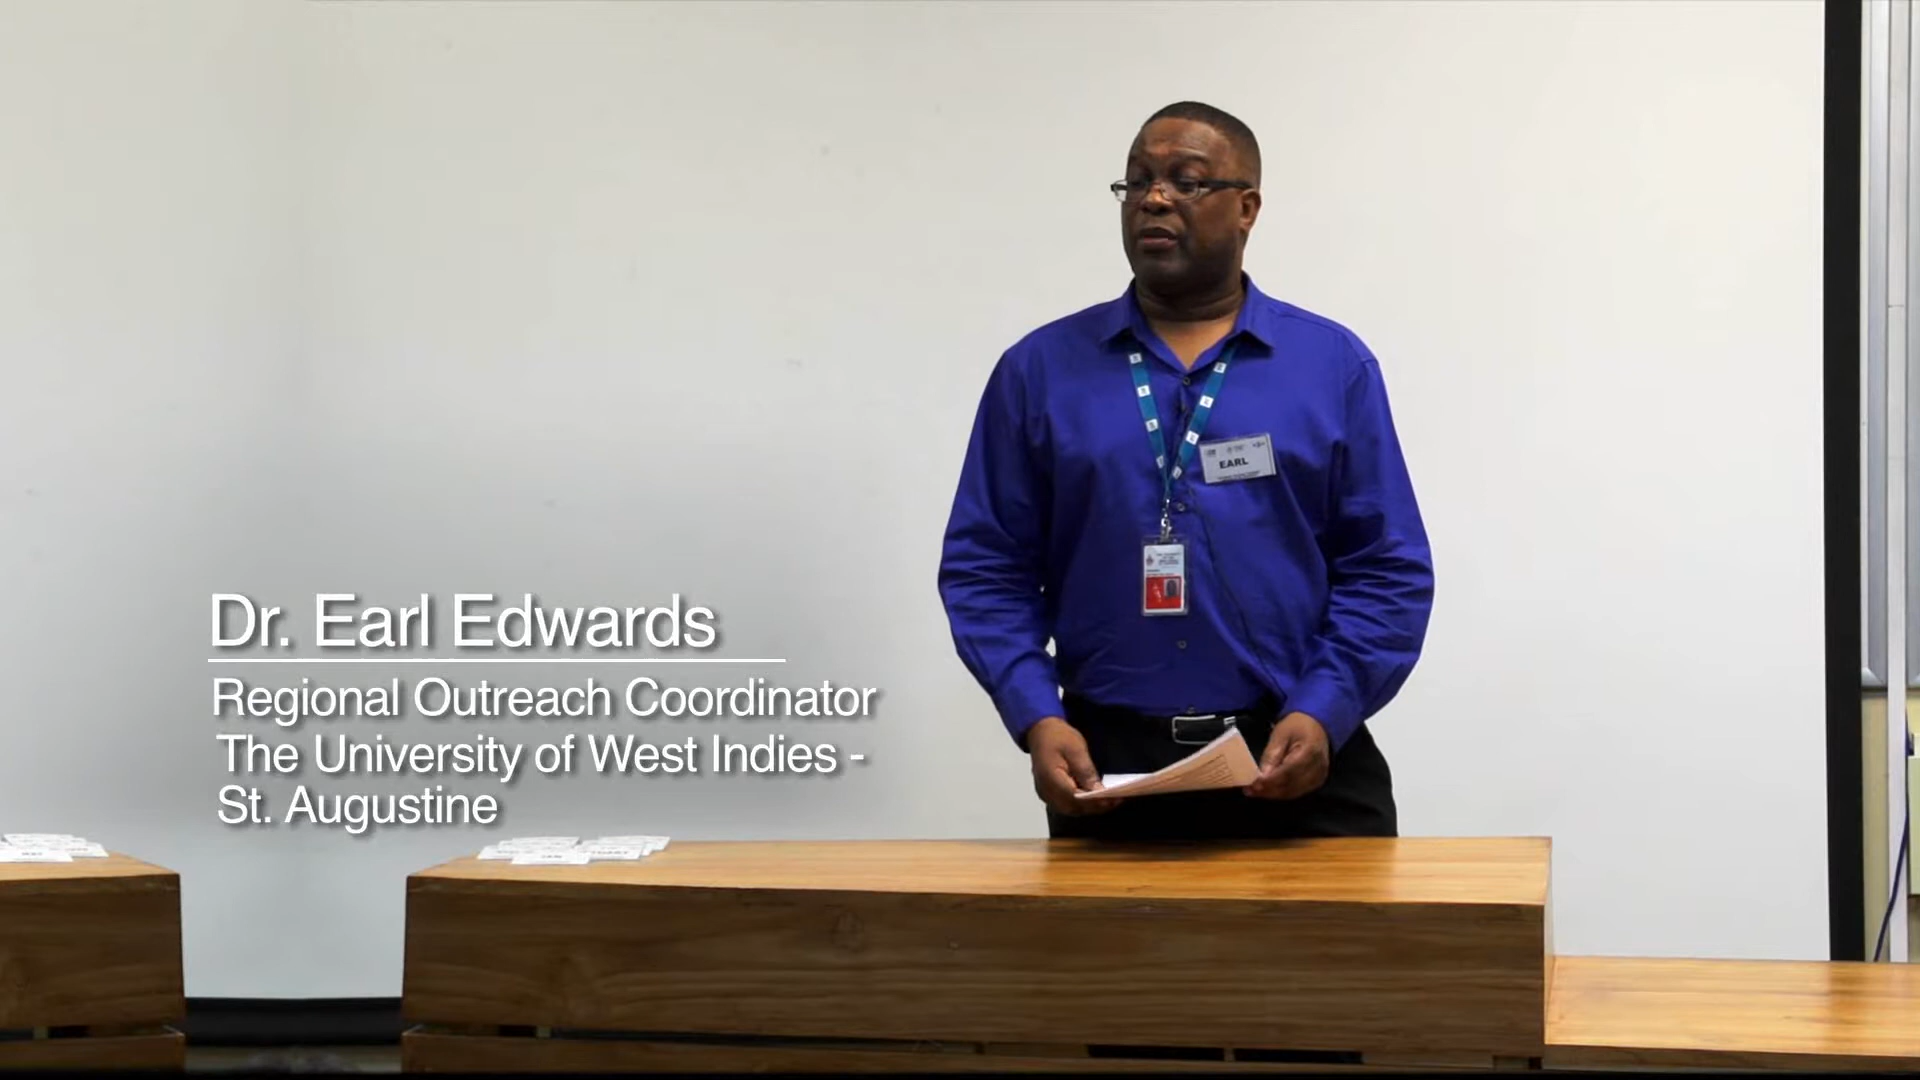 Dr. Earl Edwards
Regional Outreach Coordinator
The University of West Indies -
St. Augustine
EARL